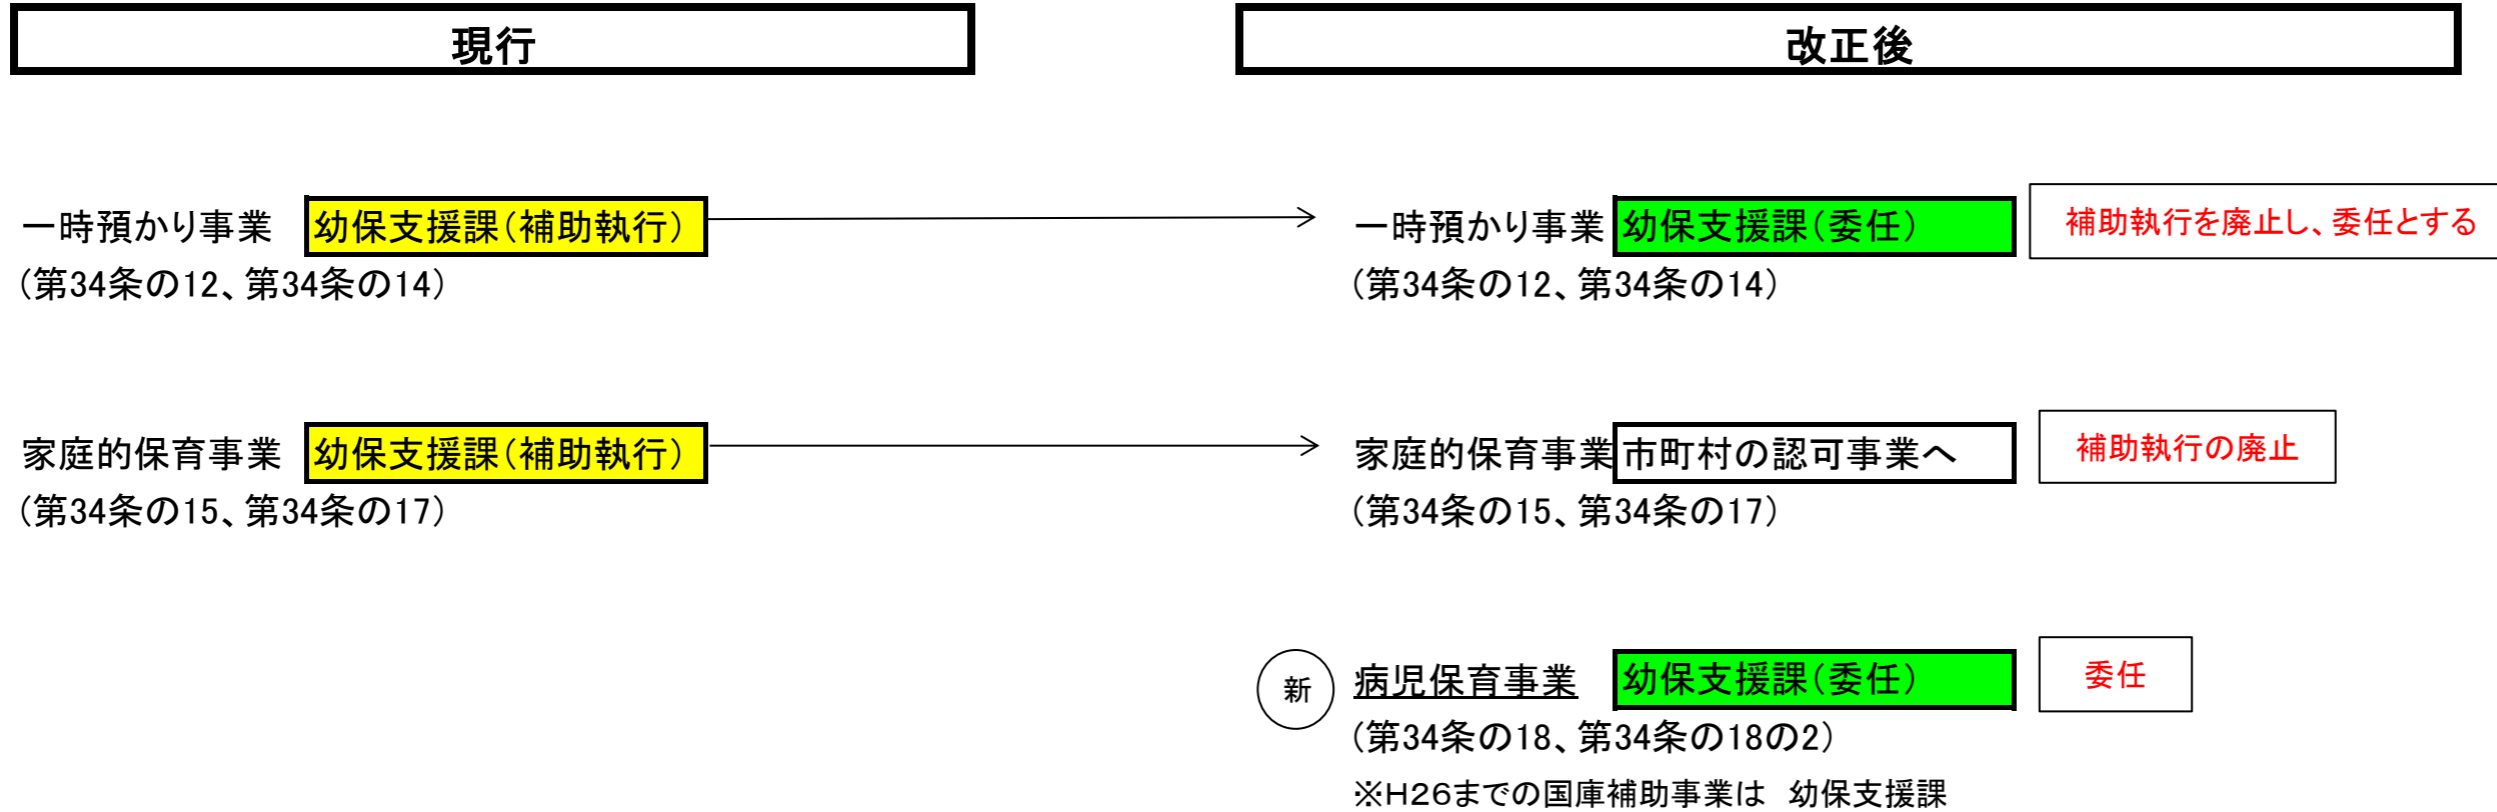 現行
改正後
一時預かり事業 幼保支援課（補助執行）
（第34条の12、第34条の14）
一時預かり事業 幼保支援課（委任）
補助執行を廃止し、委任とする
（第34条の12、第34条の14）
家庭的保育事業 幼保支援課（補助執行）
（第34条の15、第34条の17）
家庭的保育事業 市町村の認可事業へ
補助執行の廃止
（第34条の15、第34条の17）
新 病児保育事業 幼保支援課（委任）
委任
（第34条の18、第34条の18の2）
※H26までの国庫補助事業は 幼保支援課